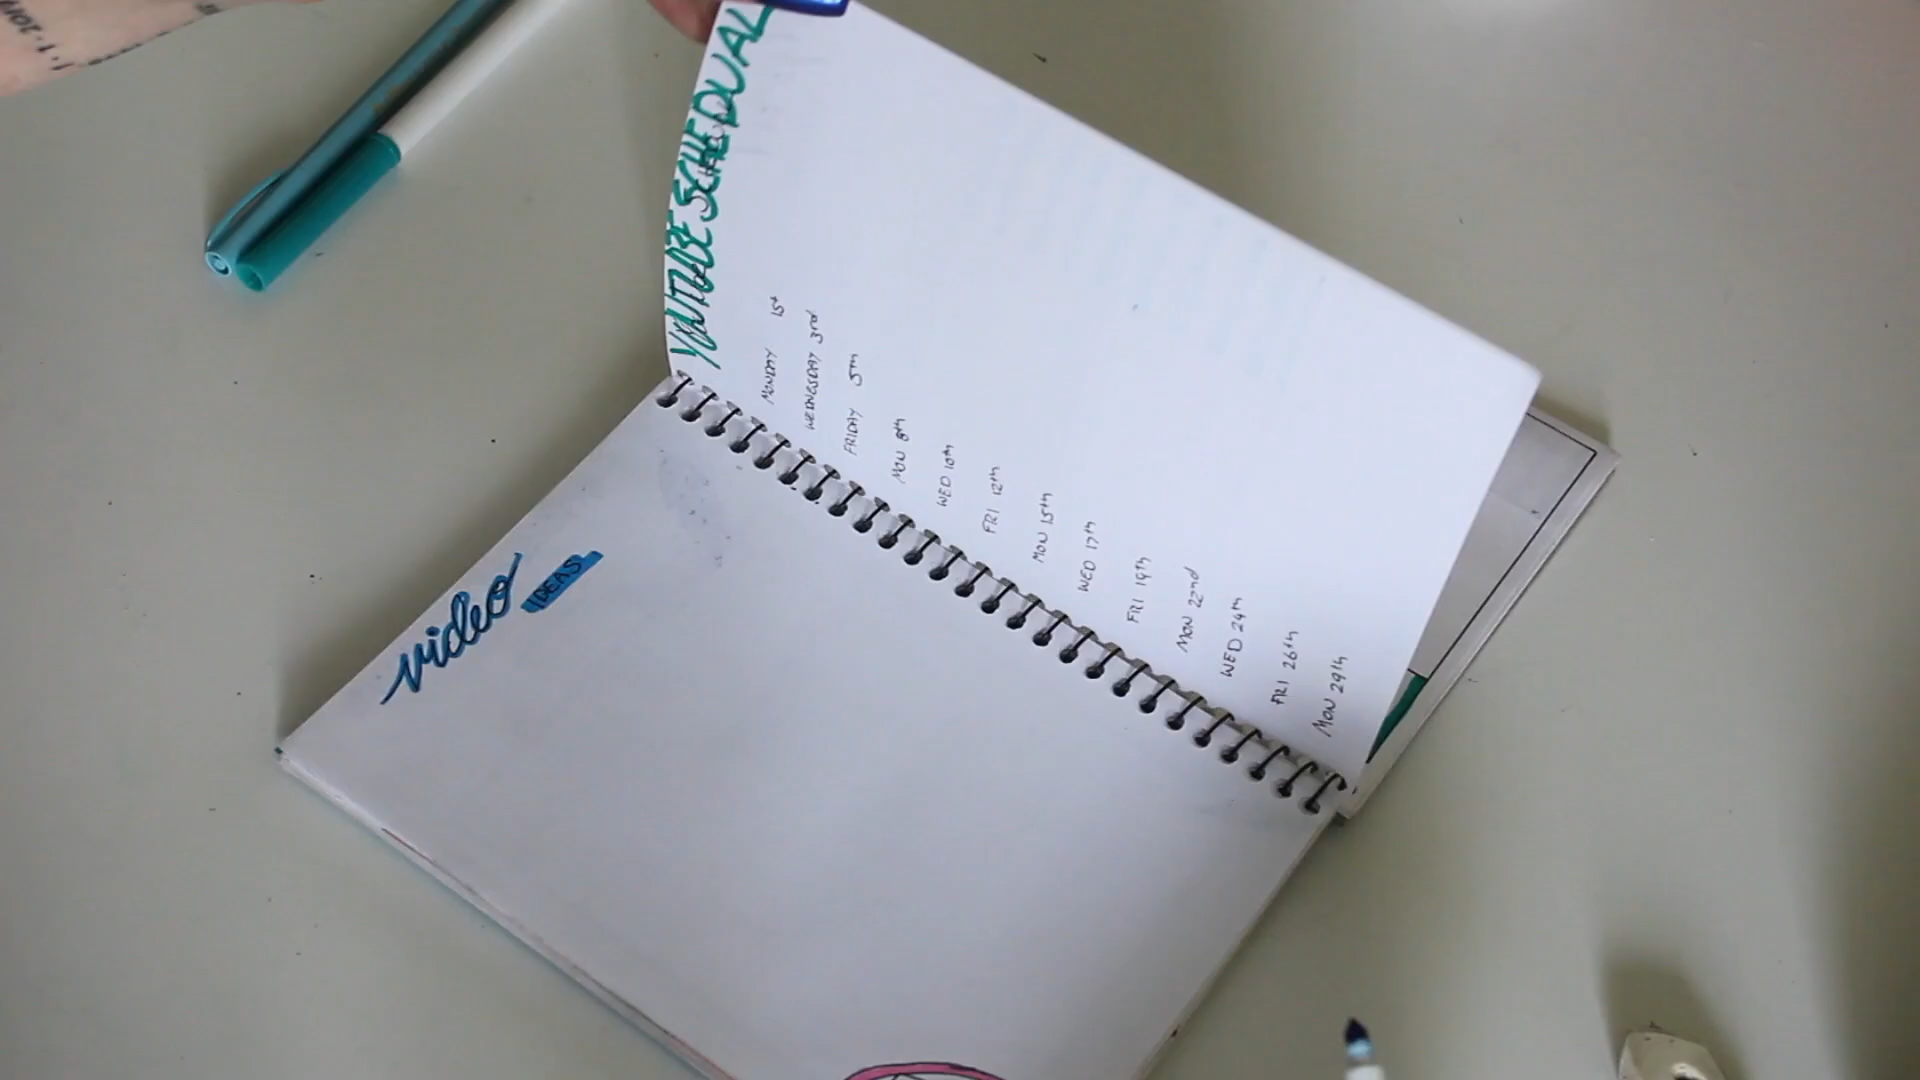 YOUTUBE SCHEDUAL
MONDAY 1st
WEDNESDAY 3rd
FRIDAY 5th
MON 8th
WED 10th
FRI 12th
MON 15th
WED 17th
FRI 19th
MON 22nd
WED 24th
FRI 26th
MON 29th
video
IDEAS